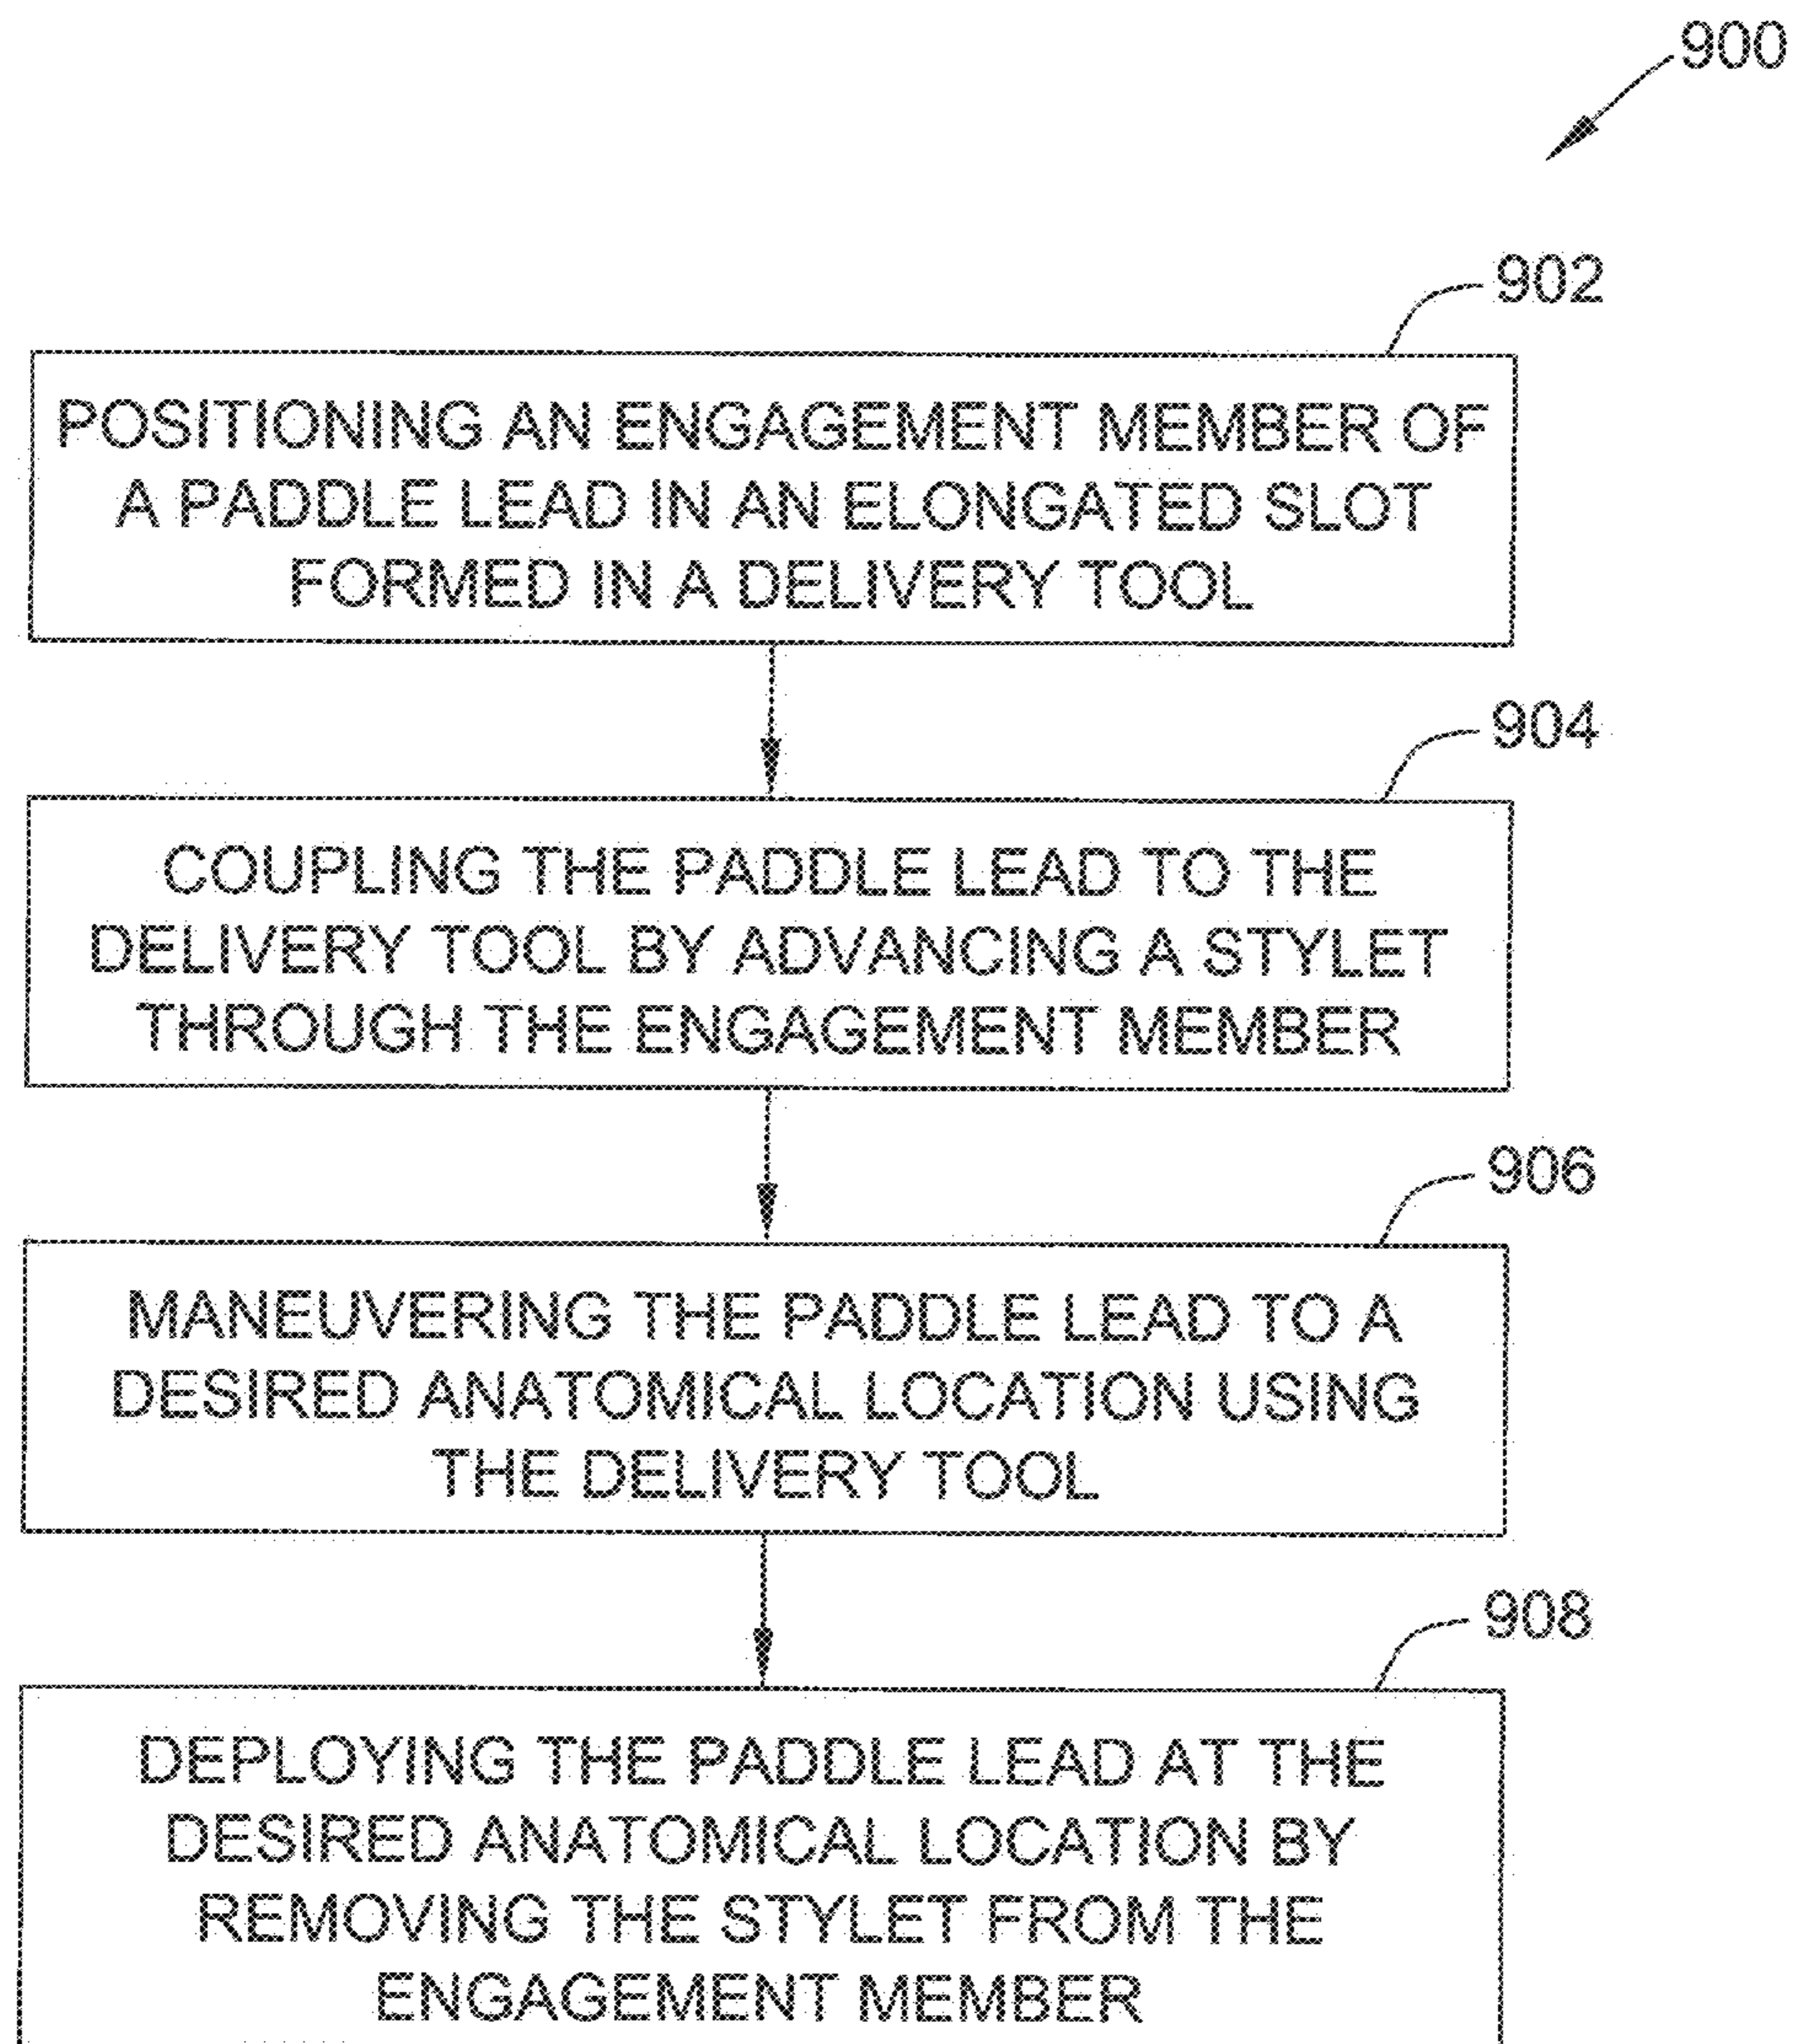 900
902
POSITIONING AN ENGAGEMENT MEMBER OF
A PADDLE LEAD IN AN ELONGATED SLOT
FORMED IN A DELIVERY TOOL
904
COUPLING THE PADDLE LEAD TO THE
DELIVERY TOOL BY ADVANCING A STYLET
THROUGH THE ENGAGEMENT MEMBER
906
MANEUVERING THE PADDLE LEAD TO A
DESIRED ANATOMICAL LOCATION USING
THE DELIVERY TOOL
908
DEPLOYING THE PADDLE LEAD AT THE
DESIRED ANATOMICAL LOCATION BY
REMOVING THE STYLET FROM THE
ENGAGEMENT MEMBER